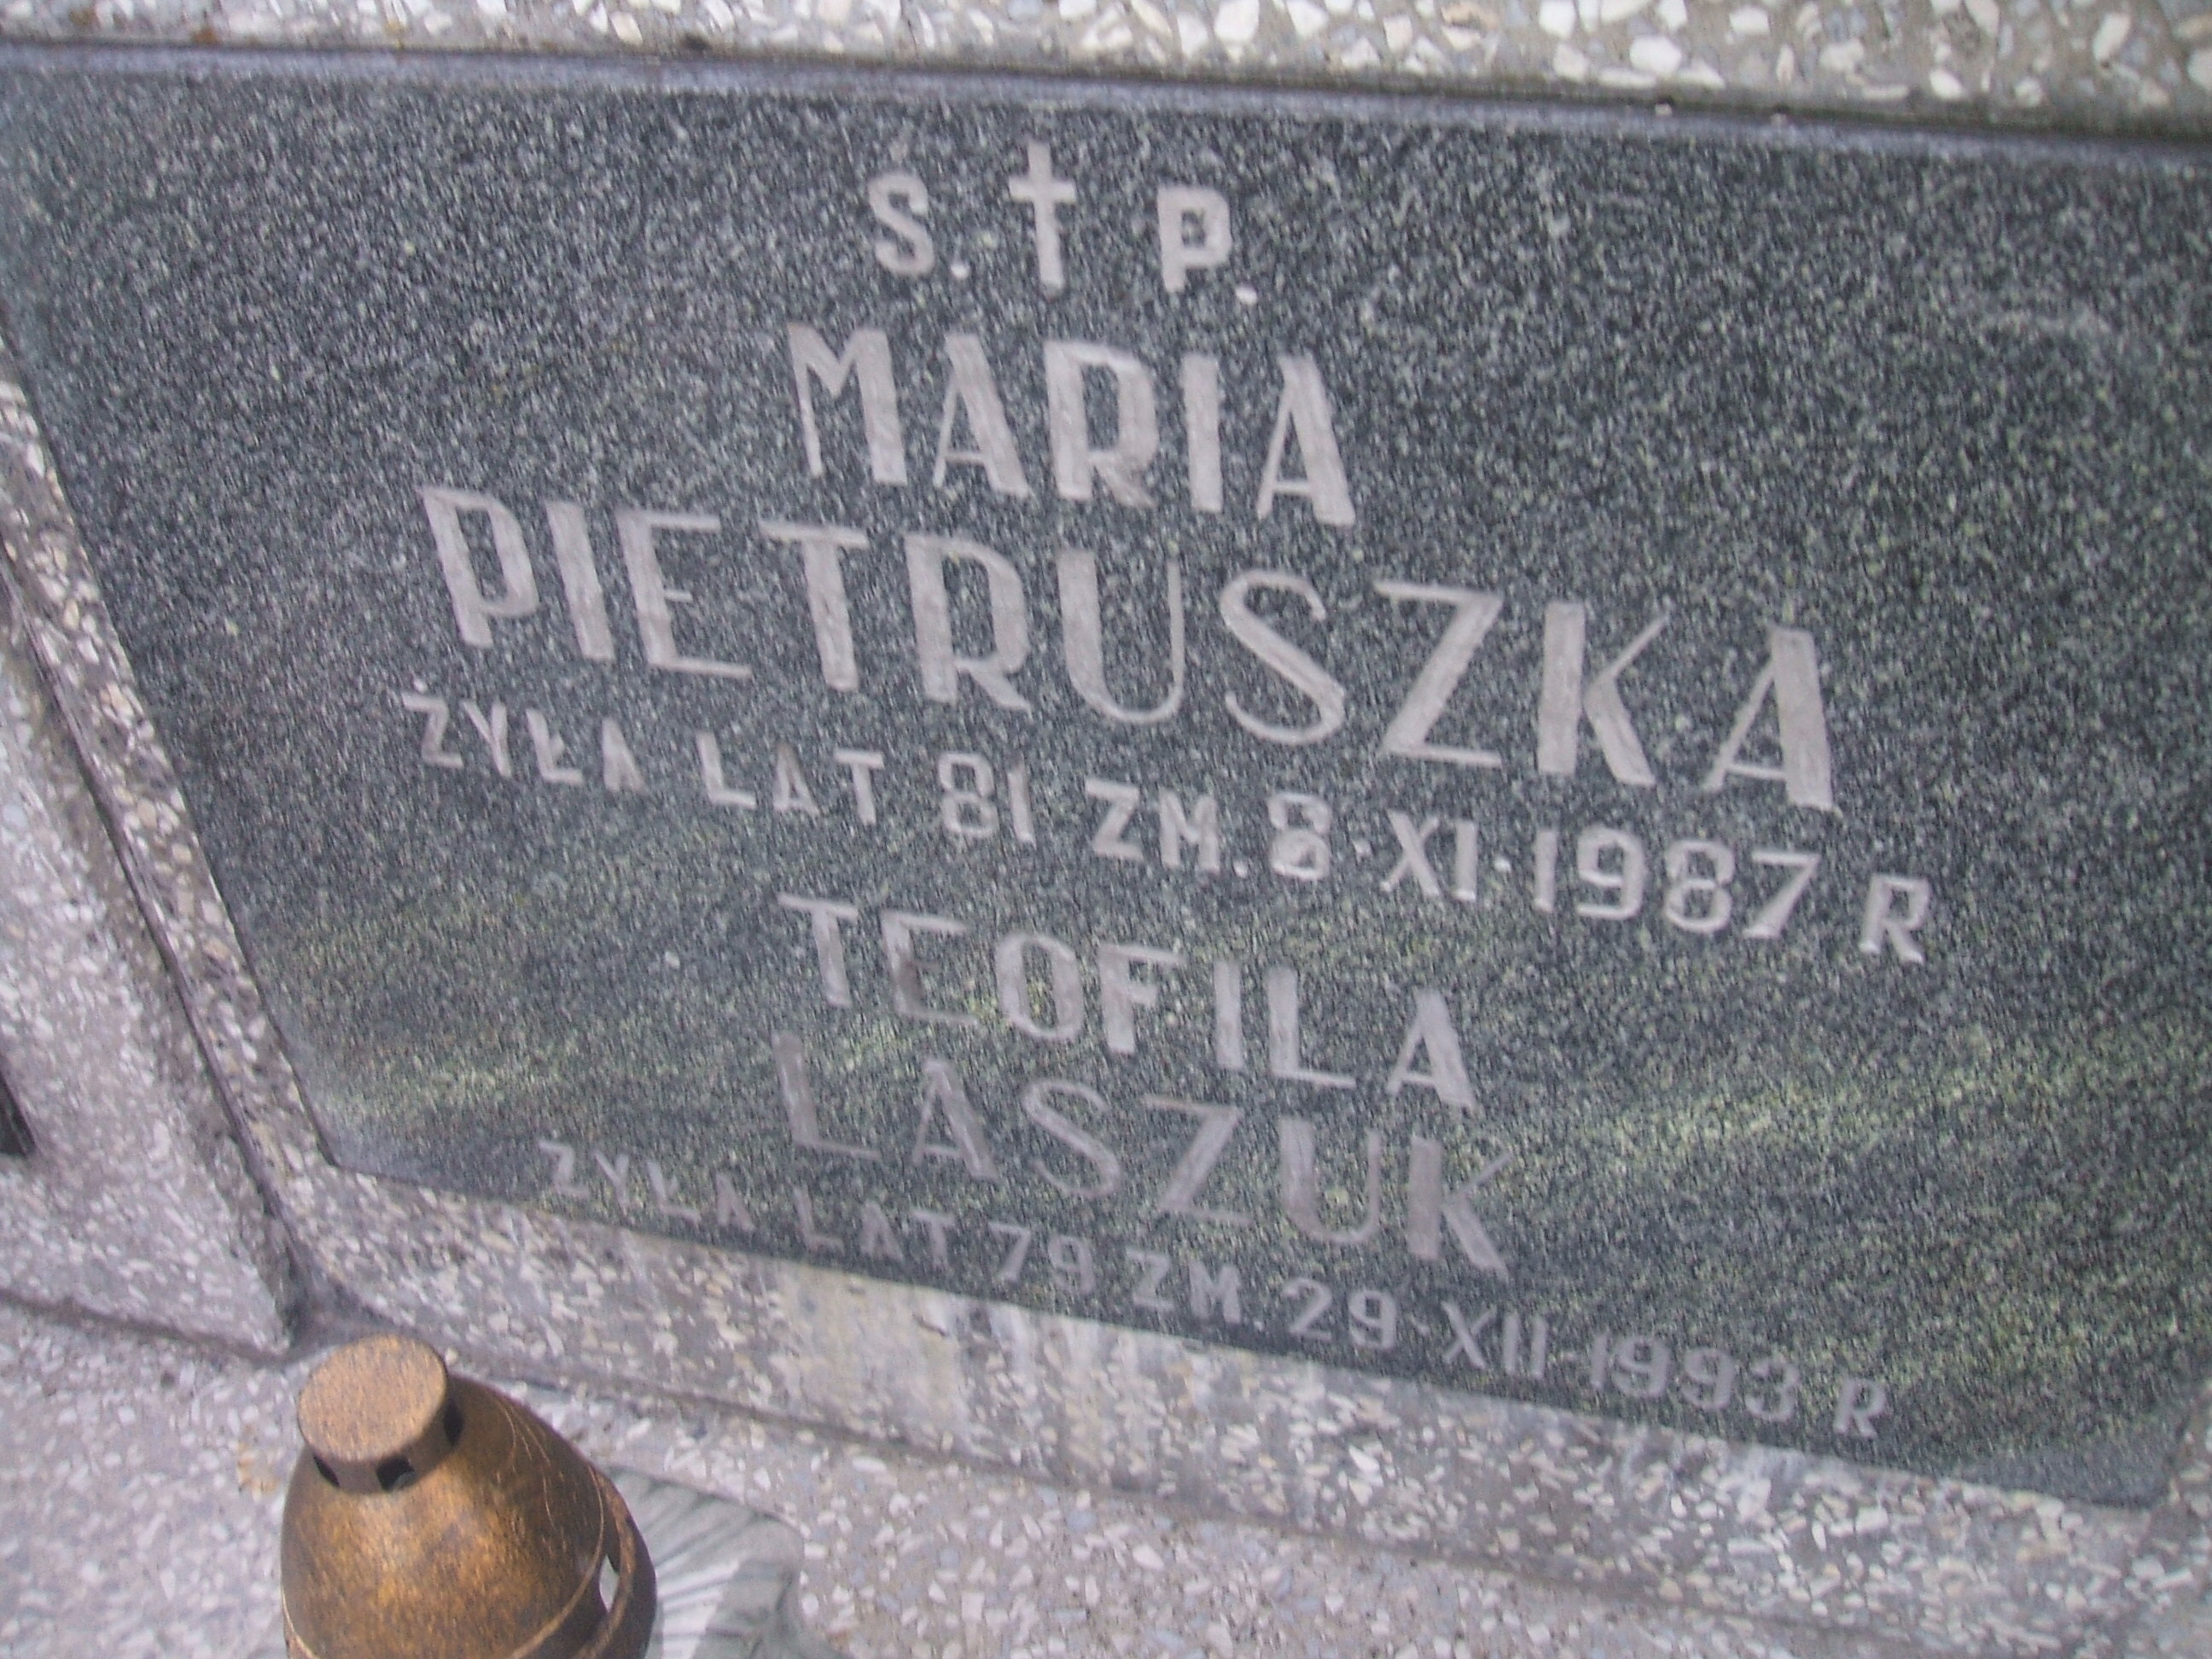 Ś. † P.
MARIA
PIETRUSZKA
ŻYŁA LAT 81 ZM. 8·XI·1987 R
TEOFILA
LASZUK
ŻYŁA LAT 79 ZM. 29·XII 1993 R